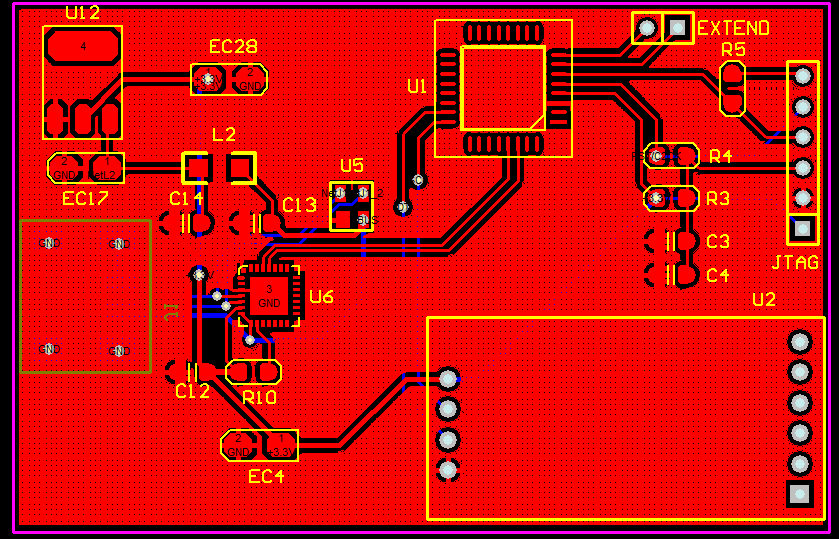 U12
EXTEND
EC28
R5
4
+3.3V
2
GND
U1
L2
2
GND
1
NetL2
U5
R4
EC17
C14
C13
R3
GND
GND
C3
C4
JTAG
3
GND
U6
U2
J1
GND
GND
C12
R10
2
GND
1
+3.3V
EC4